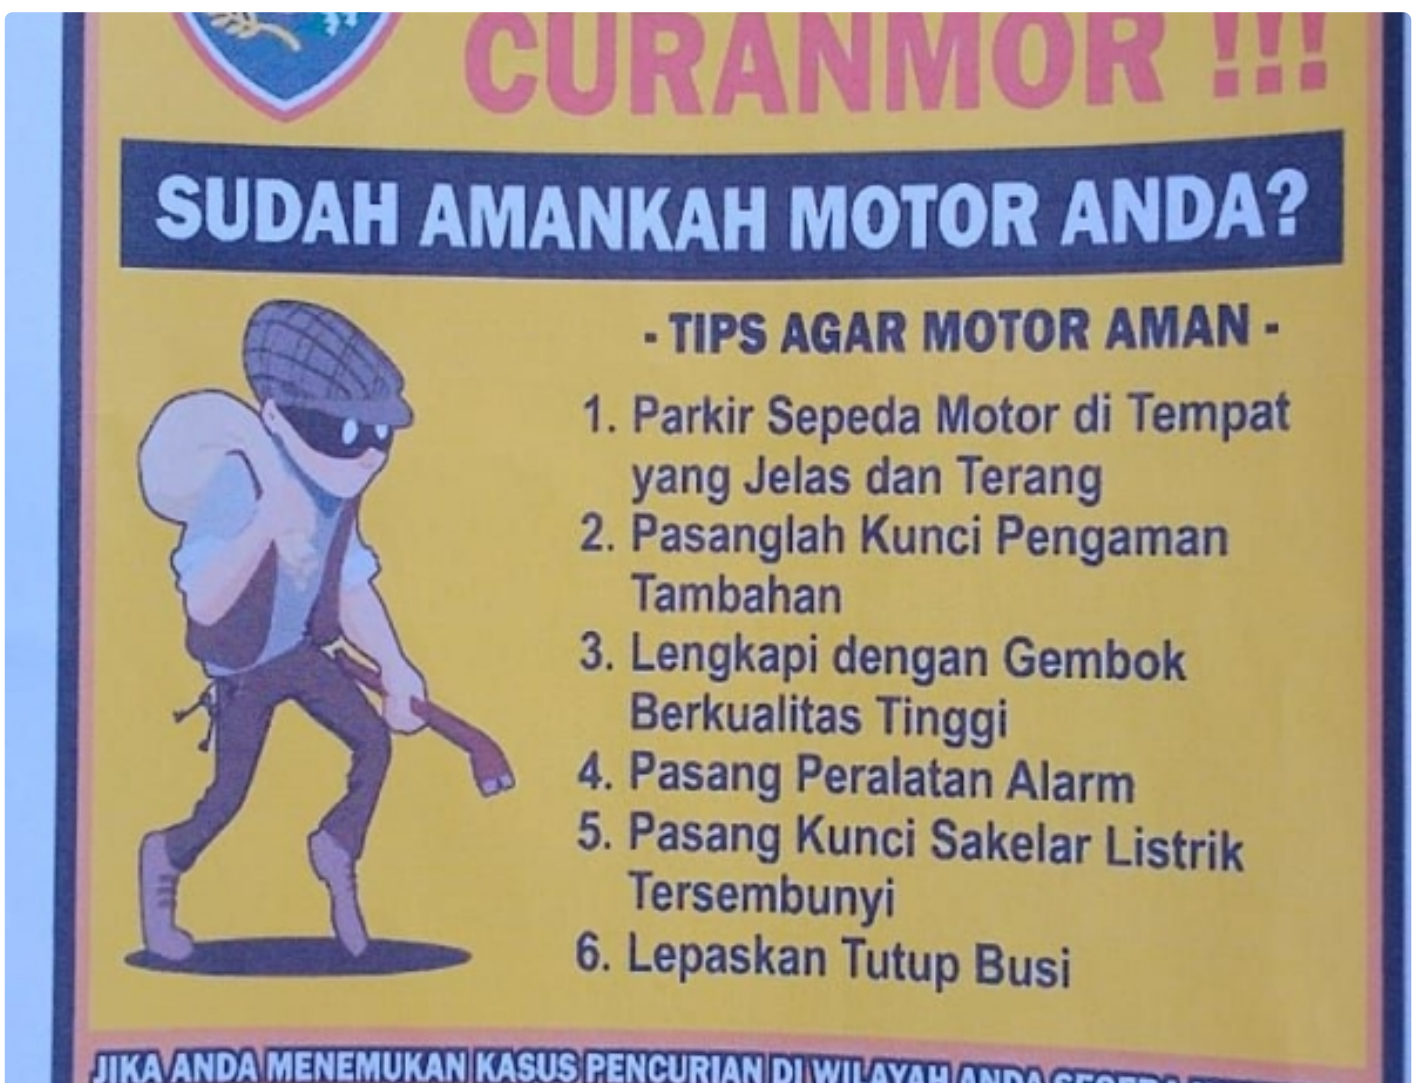 CURANMOR !!!
SUDAH AMANKAH MOTOR ANDA?
- TIPS AGAR MOTOR AMAN -
1. Parkir Sepeda Motor di Tempat
yang Jelas dan Terang
2. Pasanglah Kunci Pengaman
Tambahan
3. Lengkapi dengan Gembok
Berkualitas Tinggi
4. Pasang Peralatan Alarm
5. Pasang Kunci Sakelar Listrik
Tersembunyi
6. Lepaskan Tutup Busi
JIKA ANDA MENEMUKAN KASUS PENCURIAN DI WILAYAH ANDA SEGERA